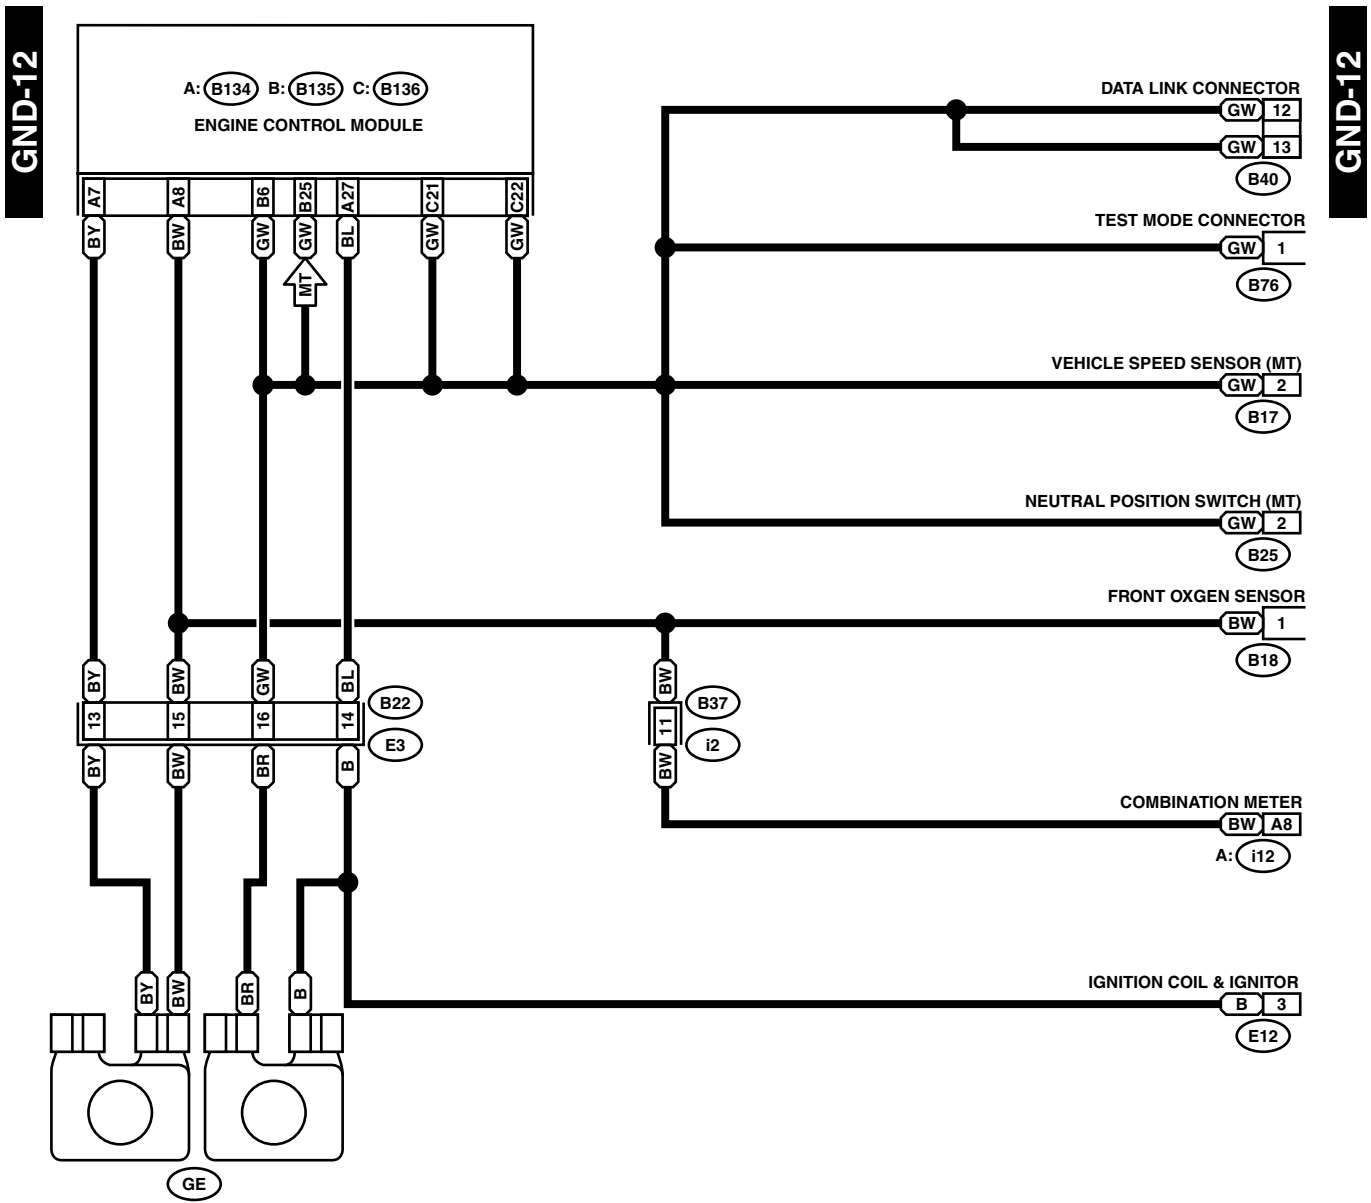 GND-12
GND-12
A: B134 B: B135 C: B136
ENGINE CONTROL MODULE
A7 A8 B6 B25 A27 C21 C22
BY BW GW GW BL GW GW
MT
DATA LINK CONNECTOR
GW 12
GW 13
B40
TEST MODE CONNECTOR
GW 1
B76
VEHICLE SPEED SENSOR (MT)
GW 2
B17
NEUTRAL POSITION SWITCH (MT)
GW 2
B25
FRONT OXGEN SENSOR
BW 1
B18
BY BW GW BL
13 15 16 14
B22
E3
BY BW BR B
BW
B37
11
i2
BW
COMBINATION METER
BW A8
A: i12
IGNITION COIL & IGNITOR
B 3
E12
BY BW BR B
GE